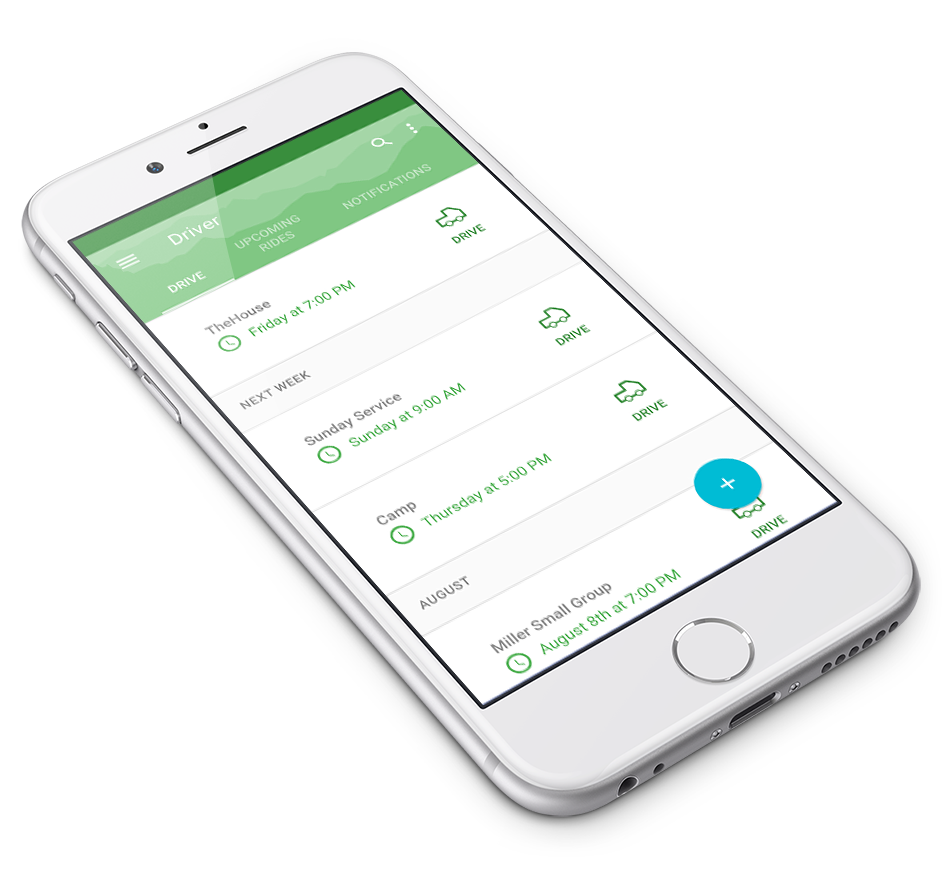 Driver
DRIVE
UPCOMING
RIDES
NOTIFICATIONS
TheHouse
Friday at 7:00 PM
DRIVE
NEXT WEEK
Sunday Service
Sunday at 9:00 AM
DRIVE
Camp
Thursday at 5:00 PM
DRIVE
AUGUST
Miller Small Group
August 8th at 7:00 PM
DRIVE